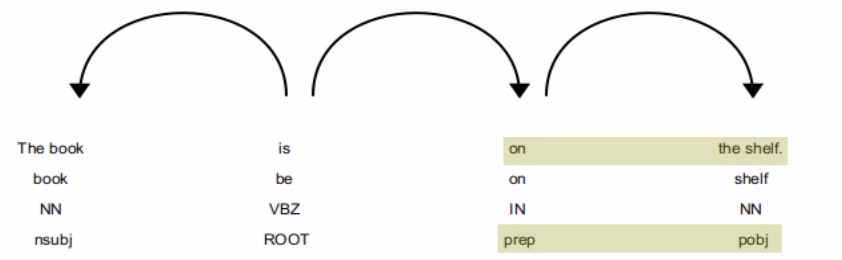 The book is on the shelf.
book be on shelf
NN VBZ IN NN
nsubj ROOT prep pobj